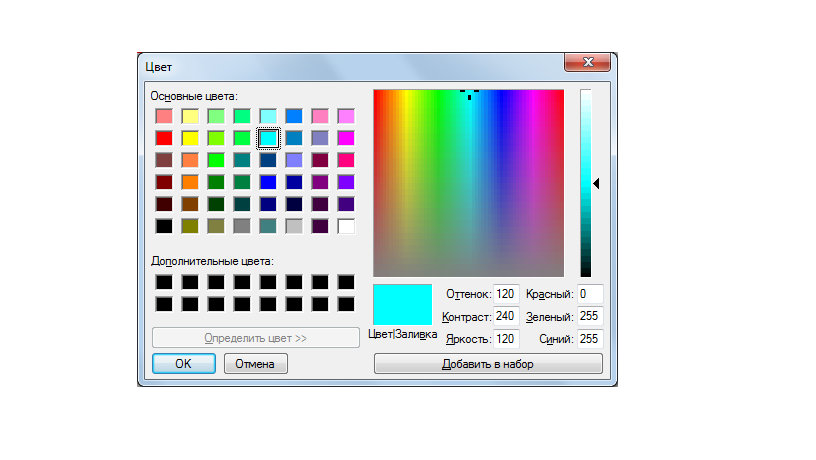 Цвет
Основные цвета:
Дополнительные цвета:
Определить цвет >>
OK
Отмена
Цвет|Заливка
Оттенок: 120
Контраст: 240
Яркость: 120
Красный: 0
Зеленый: 255
Синий: 255
Добавить в набор